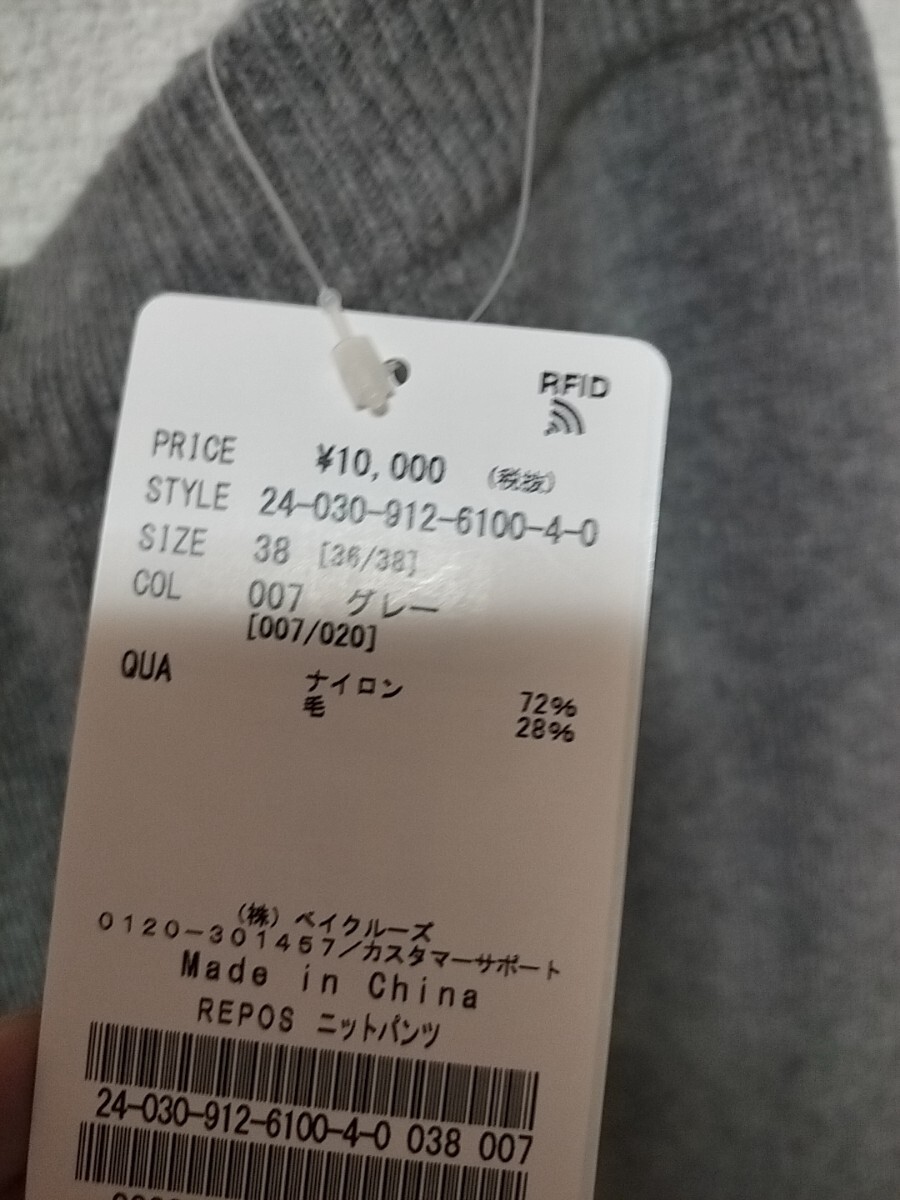 RFID
PRICE ¥10,000 (税抜)
STYLE 24-030-912-6100-4-0
SIZE 38 [36/38]
COL 007 グレー
[007/020]
QUA ナイロン 72%
毛 28%
(株) ベイクルーズ
0120-301457/カスタマーサポート
Made in China
REPOS ニットパンツ
24-030-912-6100-4-0 038 007